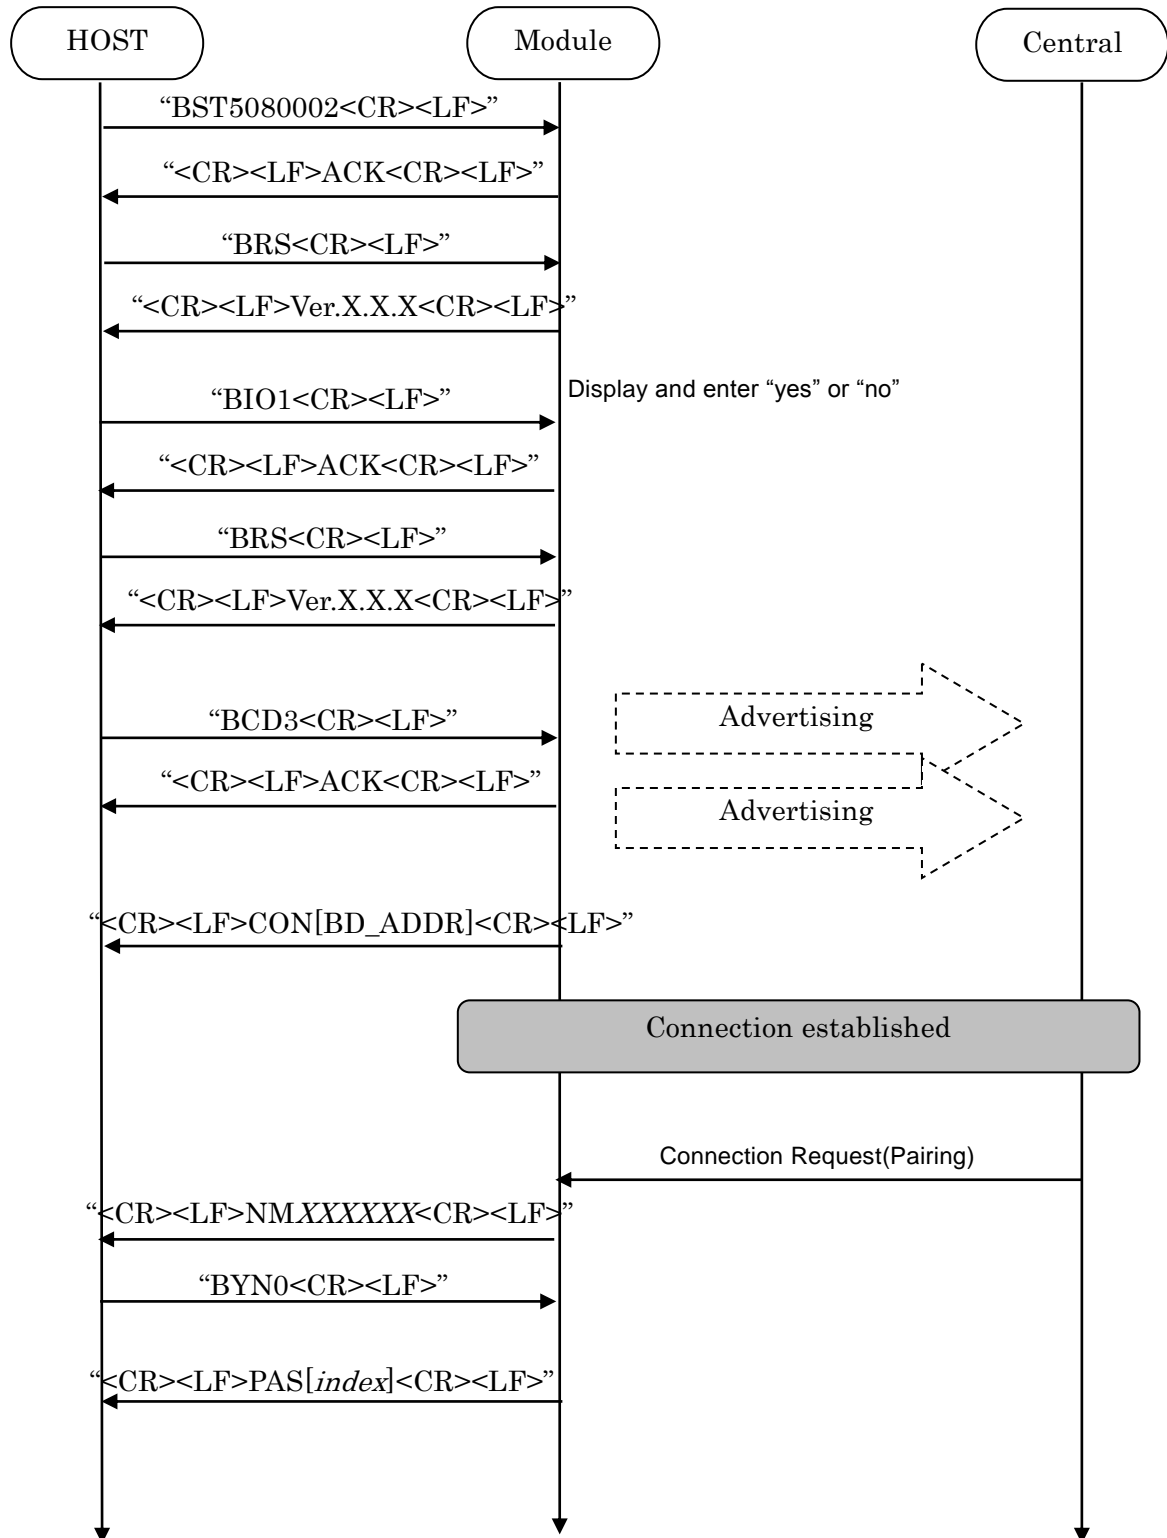 HOST
Module
Central
“BST5080002<CR><LF>”
“<CR><LF>ACK<CR><LF>”
“BRS<CR><LF>”
“<CR><LF>Ver.X.X.X<CR><LF>”
Display and enter “yes” or “no”
“BIO1<CR><LF>”
“<CR><LF>ACK<CR><LF>”
“BRS<CR><LF>”
“<CR><LF>Ver.X.X.X<CR><LF>”
“BCD3<CR><LF>”
Advertising
“<CR><LF>ACK<CR><LF>”
Advertising
“<CR><LF>CON[BD_ADDR]<CR><LF>”
Connection established
Connection Request(Pairing)
“<CR><LF>NMXXXXXX<CR><LF>”
“BYN0<CR><LF>”
“<CR><LF>PAS[index]<CR><LF>”